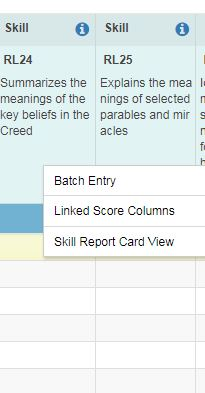 Skill
Skill
RL24
RL25
Summarizes the
meanings of the
key beliefs in the
Creed
Explains the mea
nings of selected
parables and mir
acles
Batch Entry
Linked Score Columns
Skill Report Card View